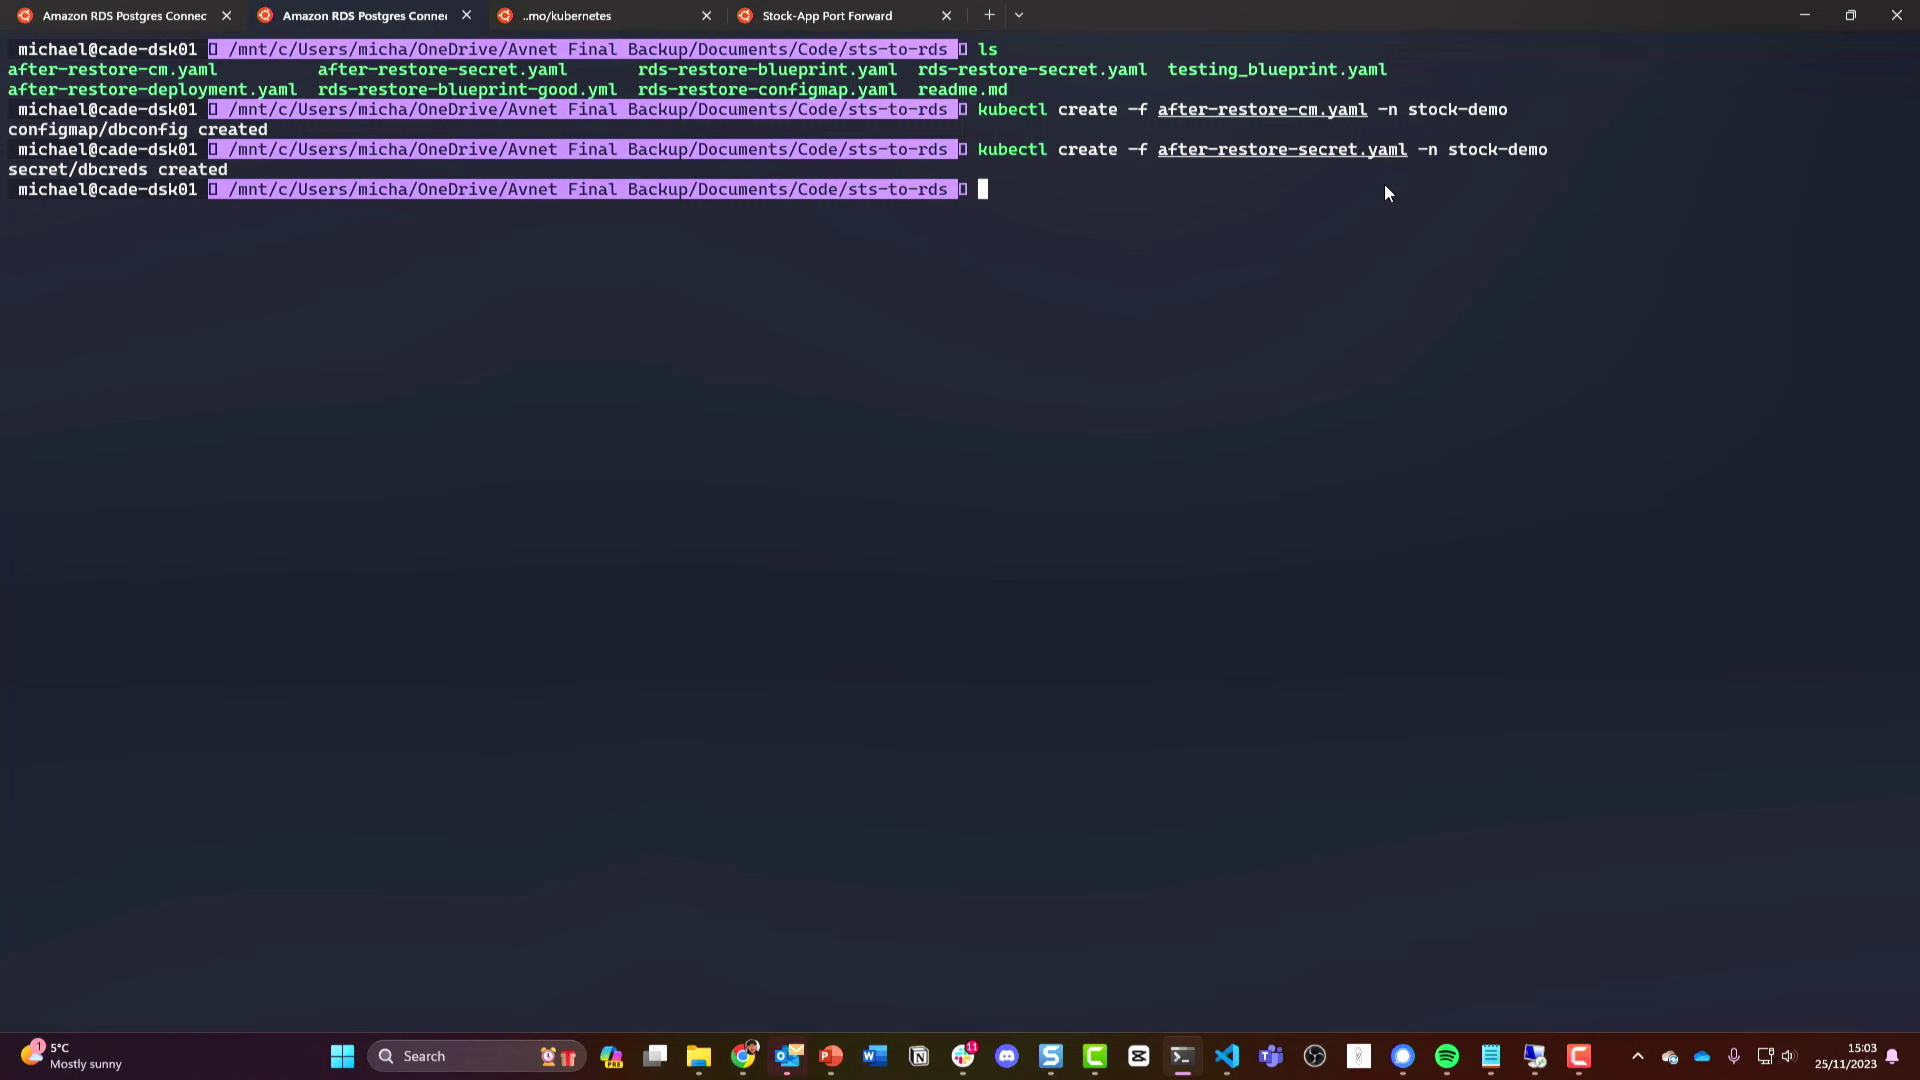 Amazon RDS Postgres Connec
Amazon RDS Postgres Connec
..mo/kubernetes
Stock-App Port Forward
michael@cade-dsk01 /mnt/c/Users/micha/OneDrive/Avnet Final Backup/Documents/Code/sts-to-rds ls
after-restore-cm.yaml after-restore-secret.yaml rds-restore-blueprint.yaml rds-restore-secret.yaml testing_blueprint.yaml
after-restore-deployment.yaml rds-restore-blueprint-good.yml rds-restore-configmap.yaml readme.md
michael@cade-dsk01 /mnt/c/Users/micha/OneDrive/Avnet Final Backup/Documents/Code/sts-to-rds kubectl create -f after-restore-cm.yaml -n stock-demo
configmap/dbconfig created
michael@cade-dsk01 /mnt/c/Users/micha/OneDrive/Avnet Final Backup/Documents/Code/sts-to-rds kubectl create -f after-restore-secret.yaml -n stock-demo
secret/dbcreds created
michael@cade-dsk01 /mnt/c/Users/micha/OneDrive/Avnet Final Backup/Documents/Code/sts-to-rds
1
5°C
Mostly sunny
Search
PRE
11
15:03
25/11/2023